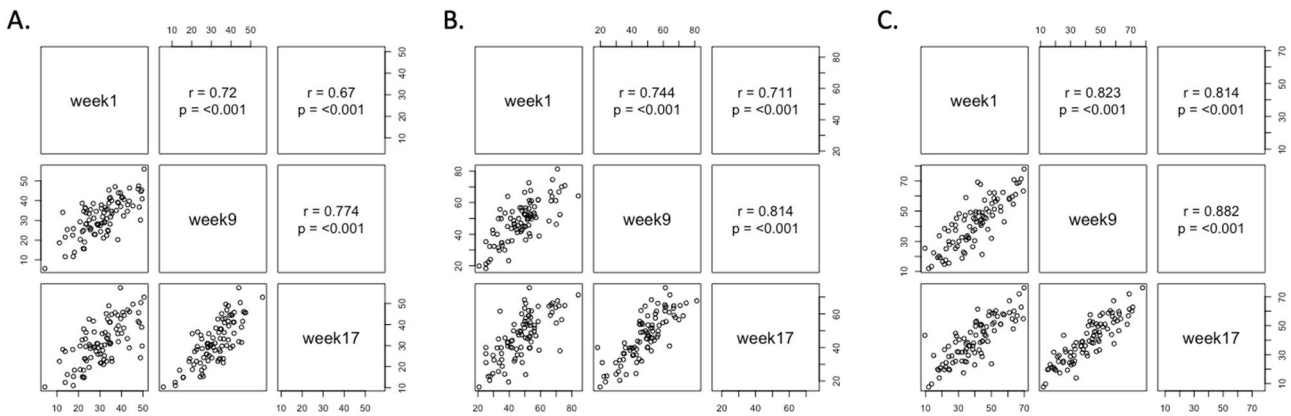 A.
B.
C.
10 20 30 40 50
20 40 60 80
10 30 50 70
week1
r = 0.72
p = <0.001
r = 0.67
p = <0.001
10 20 30 40 50
week1
r = 0.744
p = <0.001
r = 0.711
p = <0.001
20 40 60 80
week1
r = 0.823
p = <0.001
r = 0.814
p = <0.001
10 30 50 70
10 20 30 40 50
week9
r = 0.774
p = <0.001
20 40 60 80
week9
r = 0.814
p = <0.001
10 30 50 70
week9
r = 0.882
p = <0.001
week17
10 20 30 40 50
week17
20 40 60
week17
10 30 50 70
10 20 30 40 50
10 20 30 40 50
20 40 60 80
20 40 60
10 30 50 70
10 30 50 70